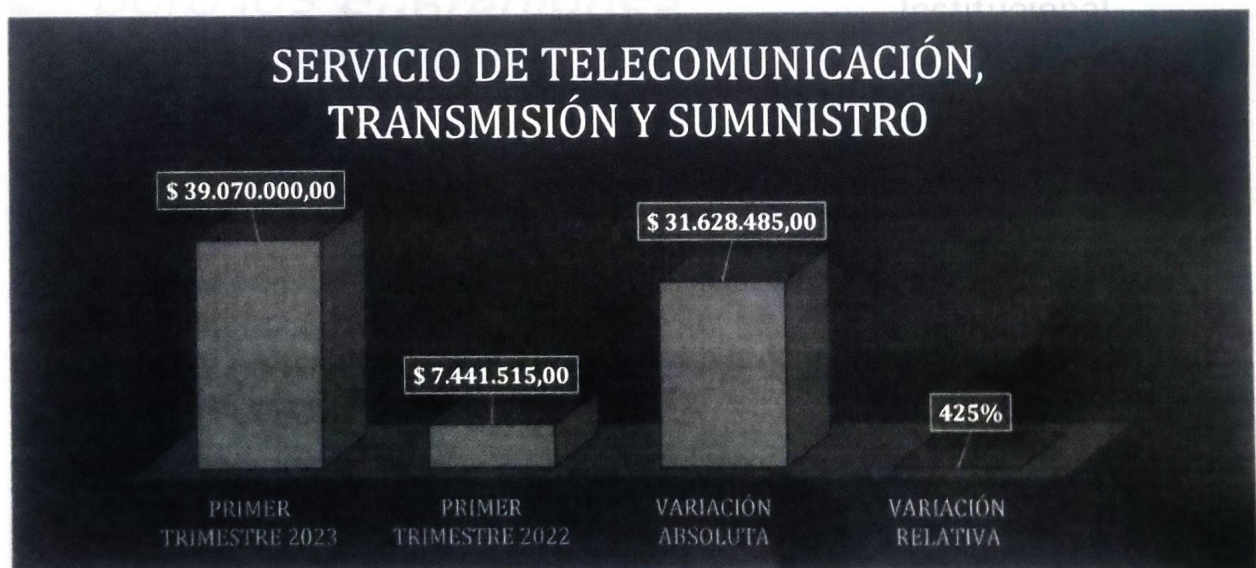 Institucional
SERVICIO DE TELECOMUNICACIÓN,
TRANSMISIÓN Y SUMINISTRO
$ 39.070.000,00
$ 31.628.485,00
$ 7.441.515,00
425%
PRIMER
TRIMESTRE 2023
PRIMER
TRIMESTRE 2022
VARIACIÓN
ABSOLUTA
VARIACIÓN
RELATIVA